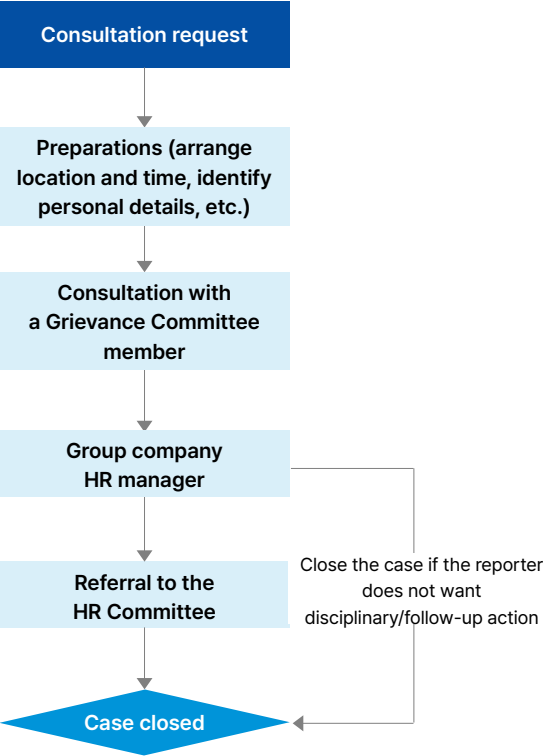 Consultation request
Preparations (arrange
location and time, identify
personal details, etc.)
Consultation with
a Grievance Committee
member
Group company
HR manager
Close the case if the reporter
does not want
disciplinary/follow-up action
Referral to the
HR Committee
Case closed